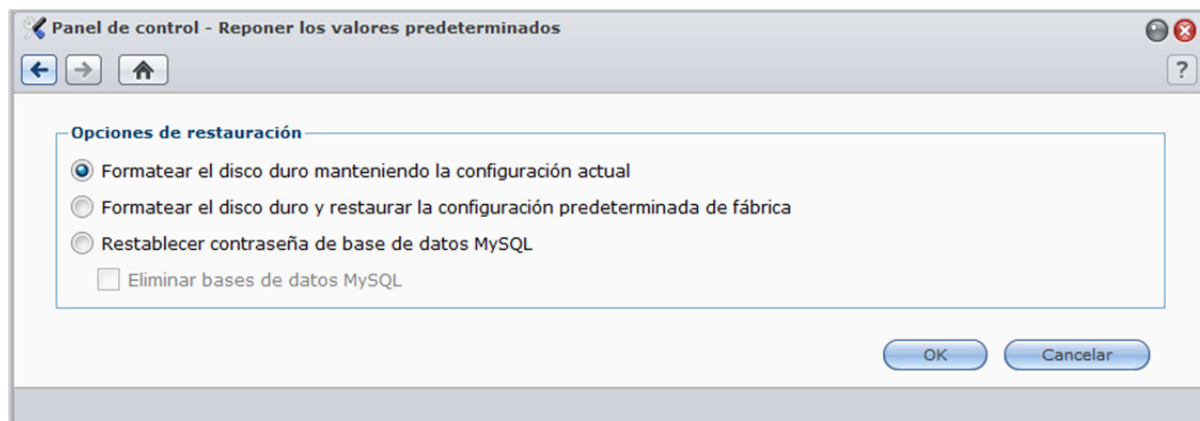 Panel de control - Reponer los valores predeterminados
?
Opciones de restauración
Formatear el disco duro manteniendo la configuración actual
Formatear el disco duro y restaurar la configuración predeterminada de fábrica
Restablecer contraseña de base de datos MySQL
Eliminar bases de datos MySQL
OK Cancelar